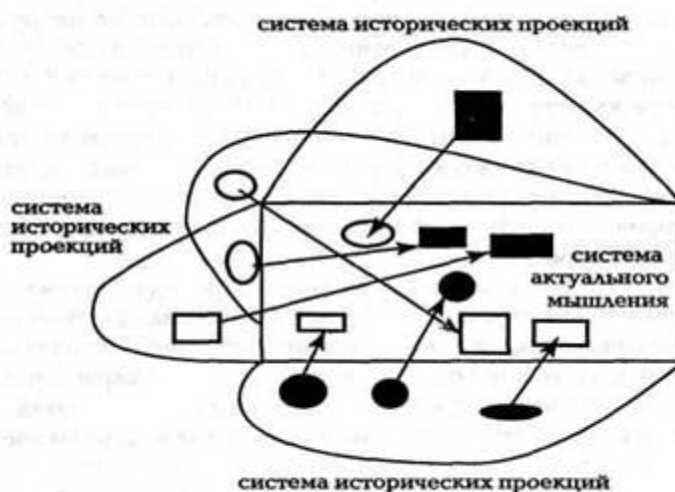 система исторических проекций
система
исторических
проекций
система
актуального
мышления
система исторических проекций